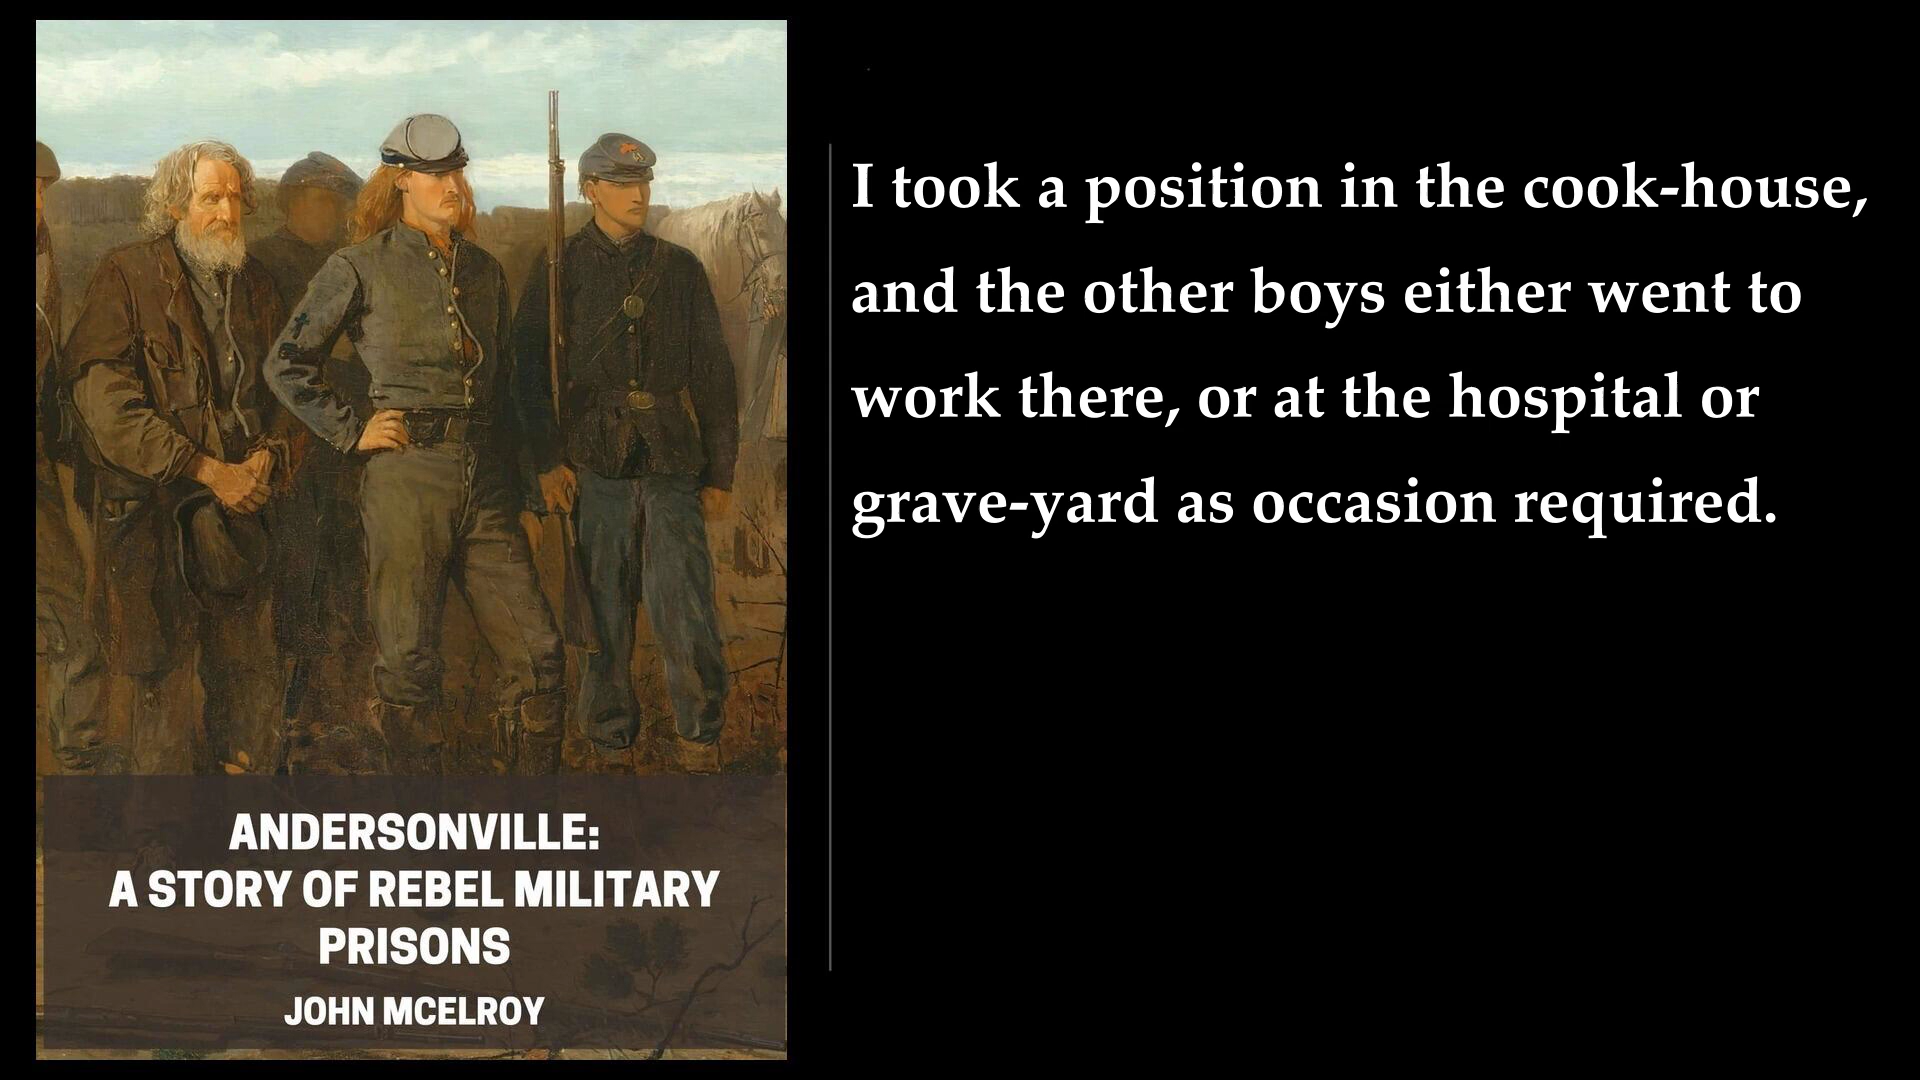 I took a position in the cook-house,
and the other boys either went to
work there, or at the hospital or
grave-yard as occasion required.
ANDERSONVILLE:
A STORY OF REBEL MILITARY
PRISONS
JOHN MCELROY